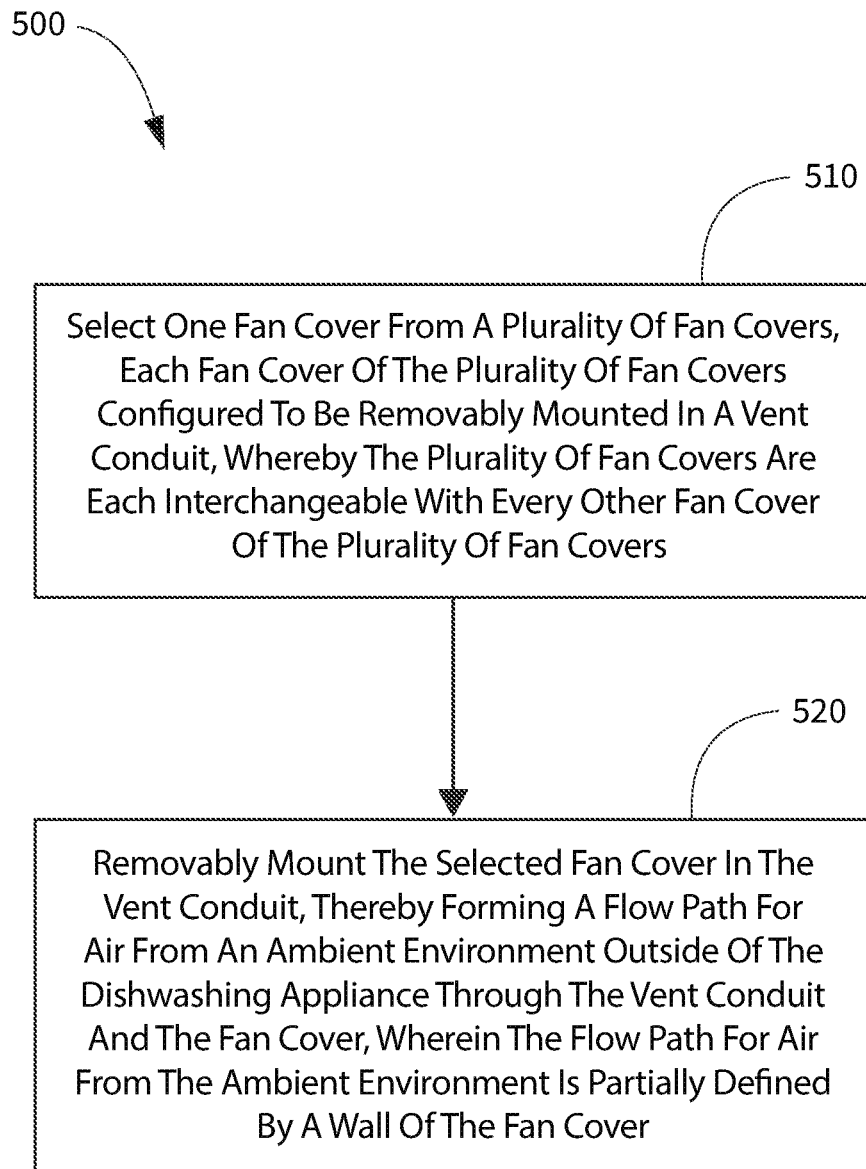 500
510
Select One Fan Cover From A Plurality Of Fan Covers,
Each Fan Cover Of The Plurality Of Fan Covers
Configured To Be Removably Mounted In A Vent
Conduit, Whereby The Plurality Of Fan Covers Are
Each Interchangeable With Every Other Fan Cover
Of The Plurality Of Fan Covers
520
Removably Mount The Selected Fan Cover In The
Vent Conduit, Thereby Forming A Flow Path For
Air From An Ambient Environment Outside Of The
Dishwashing Appliance Through The Vent Conduit
And The Fan Cover, Wherein The Flow Path For Air
From The Ambient Environment Is Partially Defined
By A Wall Of The Fan Cover